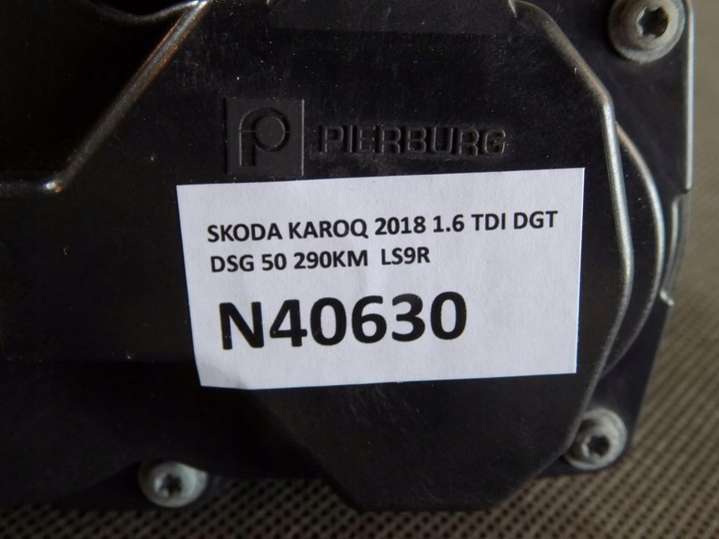 PIERBURG
SKODA KAROQ 2018 1.6 TDI DGT
DSG 50 290KM LS9R
N40630